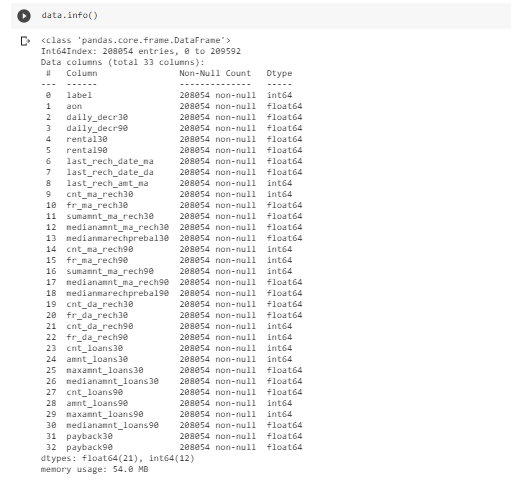 data.info()
<class 'pandas.core.frame.DataFrame'>
Int64Index: 208054 entries, 0 to 209592
Data columns (total 33 columns):
 #   Column                Non-Null Count   Dtype
---  ------                --------------   -----
 0   label                 208054 non-null  int64
 1   aon                   208054 non-null  float64
 2   daily_decr30          208054 non-null  float64
 3   daily_decr90          208054 non-null  float64
 4   rental30              208054 non-null  float64
 5   rental90              208054 non-null  float64
 6   last_rech_date_ma     208054 non-null  float64
 7   last_rech_date_da     208054 non-null  float64
 8   last_rech_amt_ma      208054 non-null  int64
 9   cnt_ma_rech30         208054 non-null  int64
 10  fr_ma_rech30          208054 non-null  float64
 11  sumamnt_ma_rech30     208054 non-null  float64
 12  medianamnt_ma_rech30  208054 non-null  float64
 13  medianmarechprebal30  208054 non-null  float64
 14  cnt_ma_rech90         208054 non-null  int64
 15  fr_ma_rech90          208054 non-null  int64
 16  sumamnt_ma_rech90     208054 non-null  int64
 17  medianamnt_ma_rech90  208054 non-null  float64
 18  medianmarechprebal90  208054 non-null  float64
 19  cnt_da_rech30         208054 non-null  float64
 20  fr_da_rech30          208054 non-null  float64
 21  cnt_da_rech90         208054 non-null  int64
 22  fr_da_rech90          208054 non-null  int64
 23  cnt_loans30           208054 non-null  int64
 24  amnt_loans30          208054 non-null  int64
 25  maxamnt_loans30       208054 non-null  float64
 26  medianamnt_loans30    208054 non-null  float64
 27  cnt_loans90           208054 non-null  float64
 28  amnt_loans90          208054 non-null  int64
 29  maxamnt_loans90       208054 non-null  int64
 30  medianamnt_loans90    208054 non-null  float64
 31  payback30             208054 non-null  float64
 32  payback90             208054 non-null  float64
dtypes: float64(21), int64(12)
memory usage: 54.0 MB